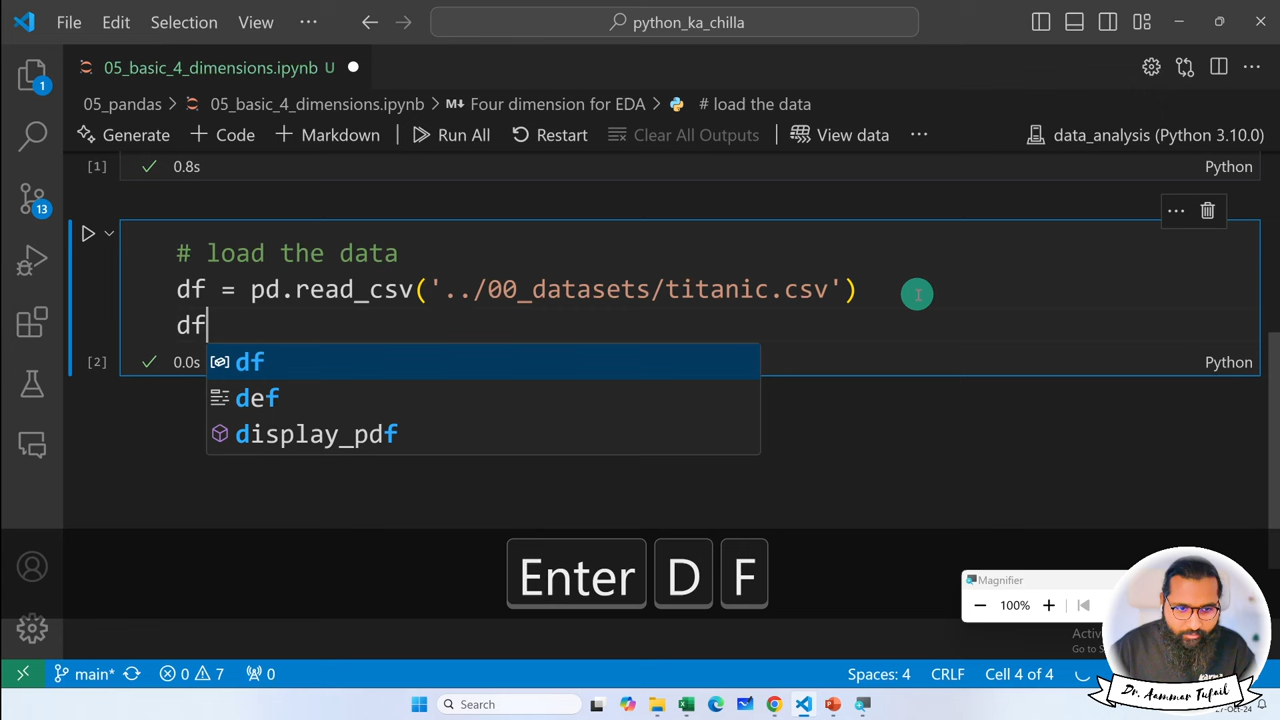 File Edit Selection View ··· python_ka_chilla
05_basic_4_dimensions.ipynb U
05_pandas > 05_basic_4_dimensions.ipynb > M↓ Four dimension for EDA > # load the data
Generate + Code + Markdown Run All Restart Clear All Outputs View data ··· data_analysis (Python 3.10.0)
[1] 0.8s Python
# load the data
df = pd.read_csv('../00_datasets/titanic.csv')
df
[2] 0.0s Python
df
def
display_pdf
1
13
Enter D F
Magnifier
100%
main* 0 7 0 Spaces: 4 CRLF Cell 4 of 4
Dr. Aammar Tufail
Search